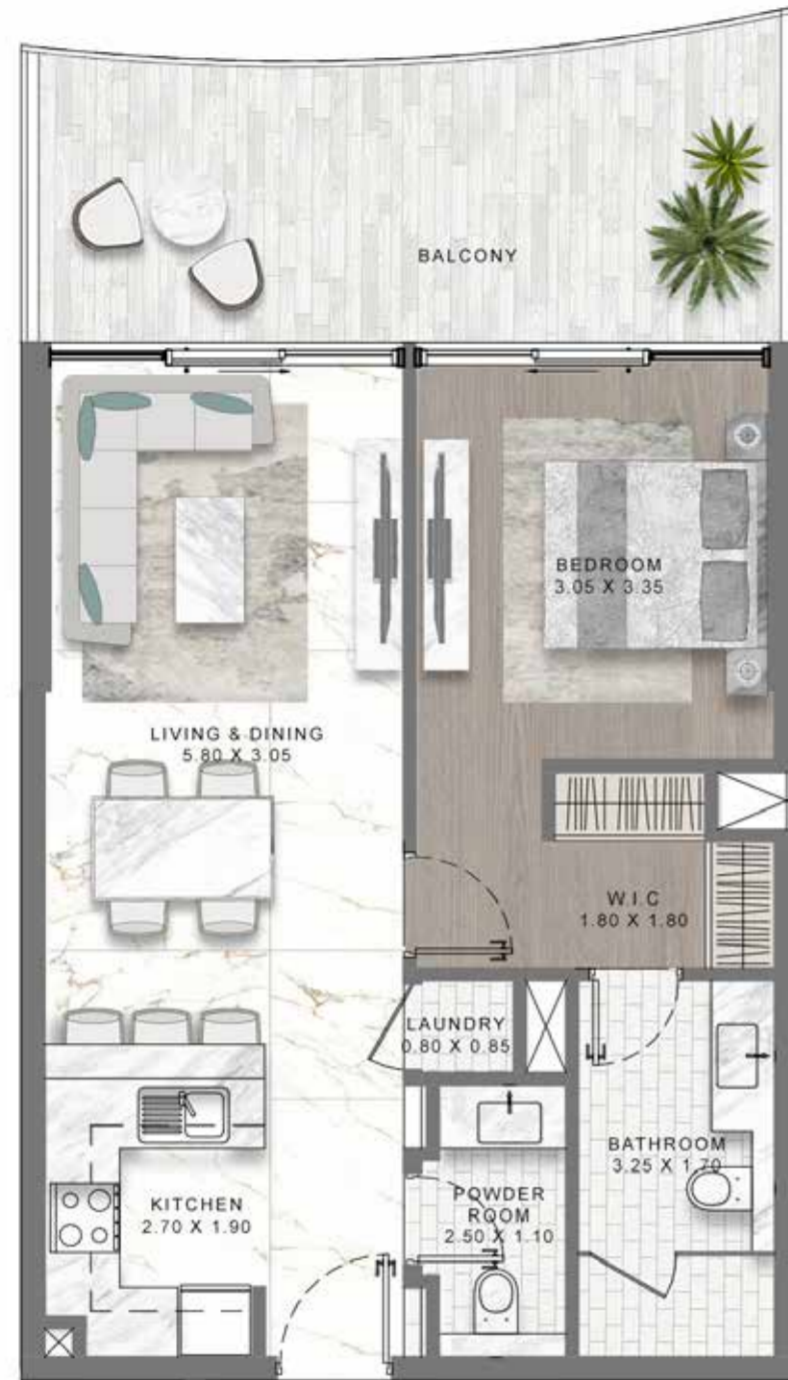 BALCONY
BEDROOM
3.05 X 3.35
LIVING & DINING
5.80 X 3.05
W.I.C
1.80 X 1.80
LAUNDRY
0.80 X 0.85
BATHROOM
3.25 X 1.70
KITCHEN
2.70 X 1.90
POWDER
ROOM
2.50 X 1.10